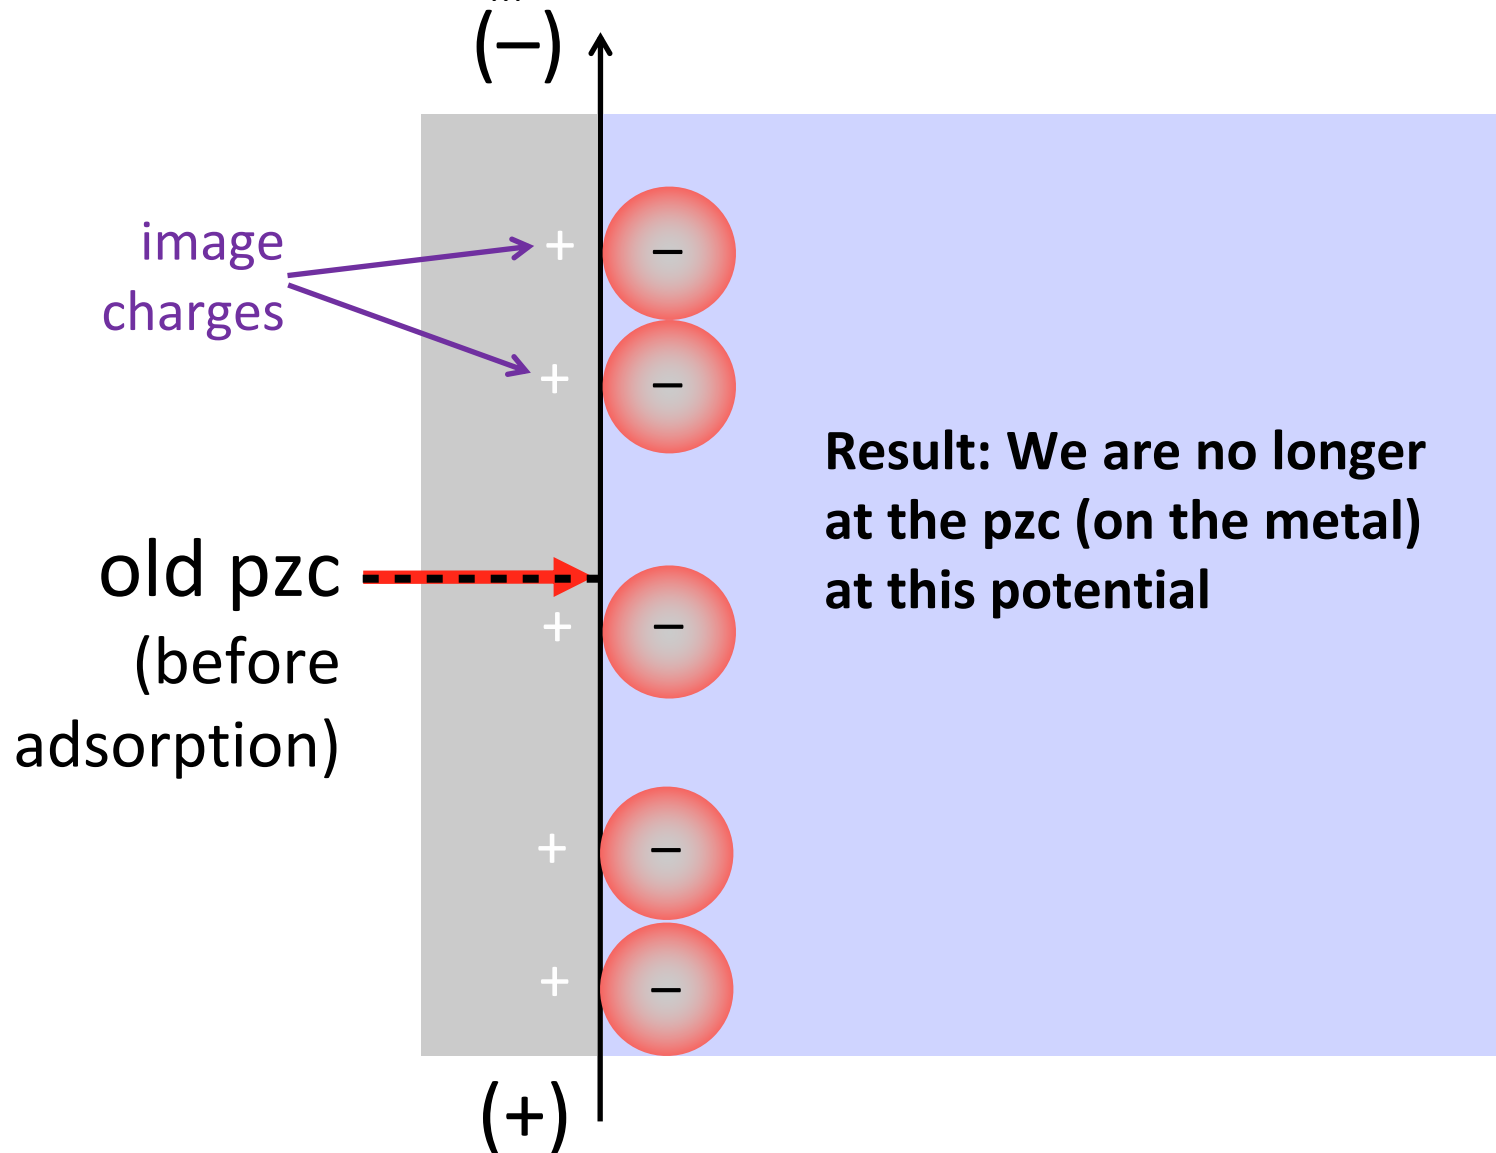 (–)
image
charges
+
–
+
–
Result: We are no longer
at the pzc (on the metal)
at this potential
old pzc
(before
adsorption)
+
–
+
–
+
–
(+)